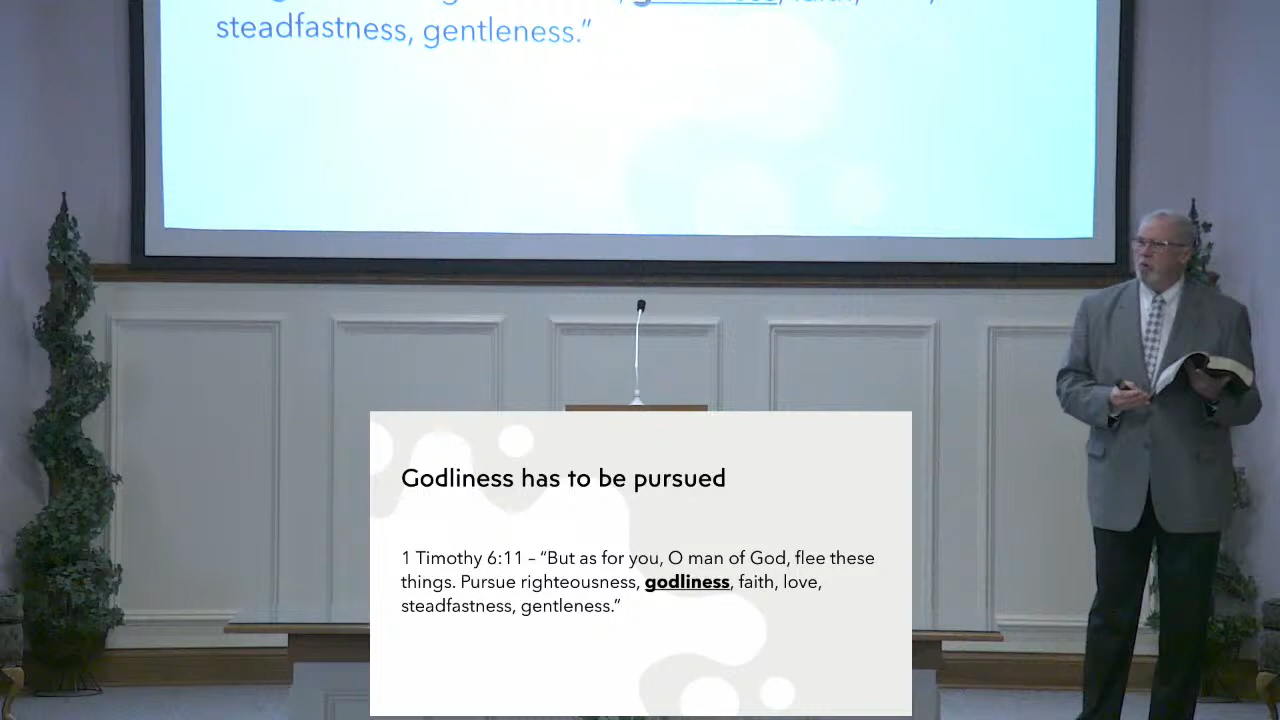 steadfastness, gentleness.”
Godliness has to be pursued
1 Timothy 6:11 – “But as for you, O man of God, flee these
things. Pursue righteousness, godliness, faith, love,
steadfastness, gentleness.”